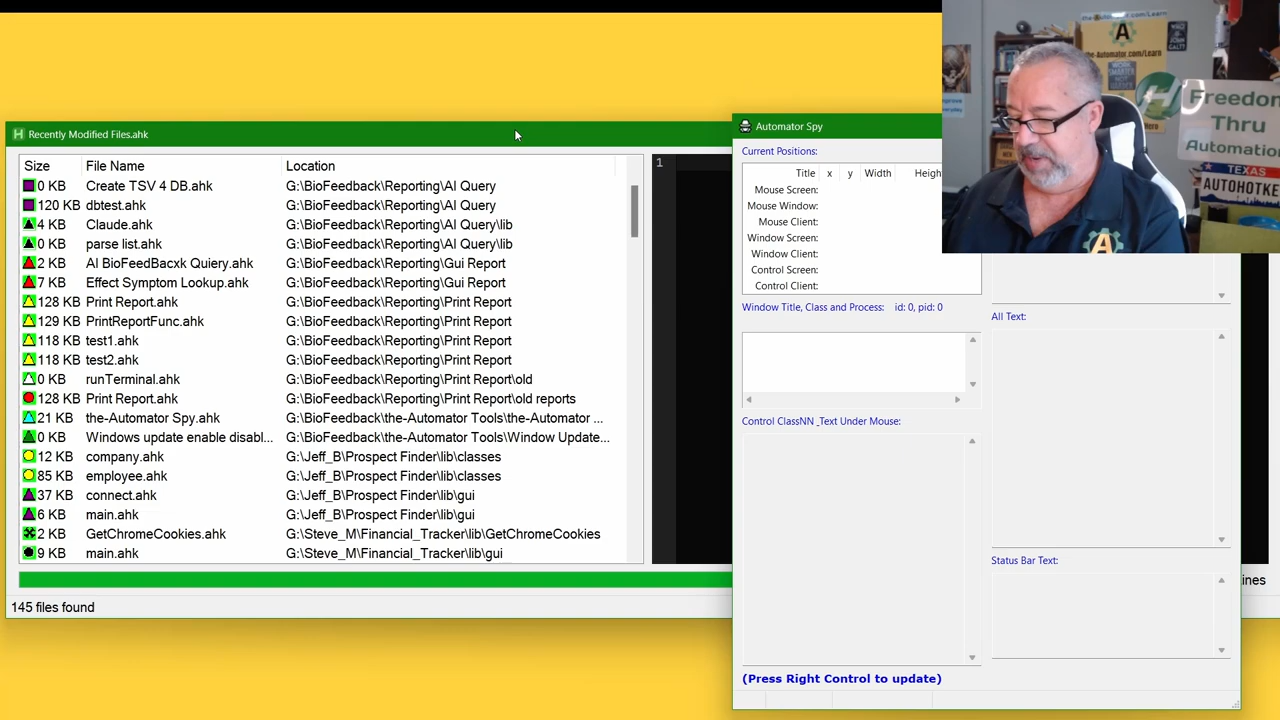 Recently Modified Files.ahk
Size File Name Location
0 KB Create TSV 4 DB.ahk G:\BioFeedback\Reporting\AI Query
120 KB dbtest.ahk G:\BioFeedback\Reporting\AI Query
4 KB Claude.ahk G:\BioFeedback\Reporting\AI Query\lib
0 KB parse list.ahk G:\BioFeedback\Reporting\AI Query\lib
2 KB AI BioFeedBacxk Quiery.ahk G:\BioFeedback\Reporting\Gui Report
7 KB Effect Symptom Lookup.ahk G:\BioFeedback\Reporting\Gui Report
128 KB Print Report.ahk G:\BioFeedback\Reporting\Print Report
129 KB PrintReportFunc.ahk G:\BioFeedback\Reporting\Print Report
118 KB test1.ahk G:\BioFeedback\Reporting\Print Report
118 KB test2.ahk G:\BioFeedback\Reporting\Print Report
0 KB runTerminal.ahk G:\BioFeedback\Reporting\Print Report\old
128 KB Print Report.ahk G:\BioFeedback\Reporting\Print Report\old reports
21 KB the-Automator Spy.ahk G:\BioFeedback\the-Automator Tools\the-Automator ...
0 KB Windows update enable disabl... G:\BioFeedback\the-Automator Tools\Window Update...
12 KB company.ahk G:\Jeff_B\Prospect Finder\lib\classes
85 KB employee.ahk G:\Jeff_B\Prospect Finder\lib\classes
37 KB connect.ahk G:\Jeff_B\Prospect Finder\lib\gui
6 KB main.ahk G:\Jeff_B\Prospect Finder\lib\gui
2 KB GetChromeCookies.ahk G:\Steve_M\Financial_Tracker\lib\GetChromeCookies
9 KB main.ahk G:\Steve_M\Financial_Tracker\lib\gui
145 files found
1
ines
Automator Spy
Current Positions:
Title x y Width Heigh
Mouse Screen:
Mouse Window:
Mouse Client:
Window Screen:
Window Client:
Control Screen:
Control Client:
Window Title, Class and Process: id: 0, pid: 0
Control ClassNN _Text Under Mouse:
All Text:
Status Bar Text:
(Press Right Control to update)
the-Automator.com/Learn
WORK
SMARTER
NOT
HARDER
Freedom
Thru
Automation
TEXAS
AUTOHOTKEY